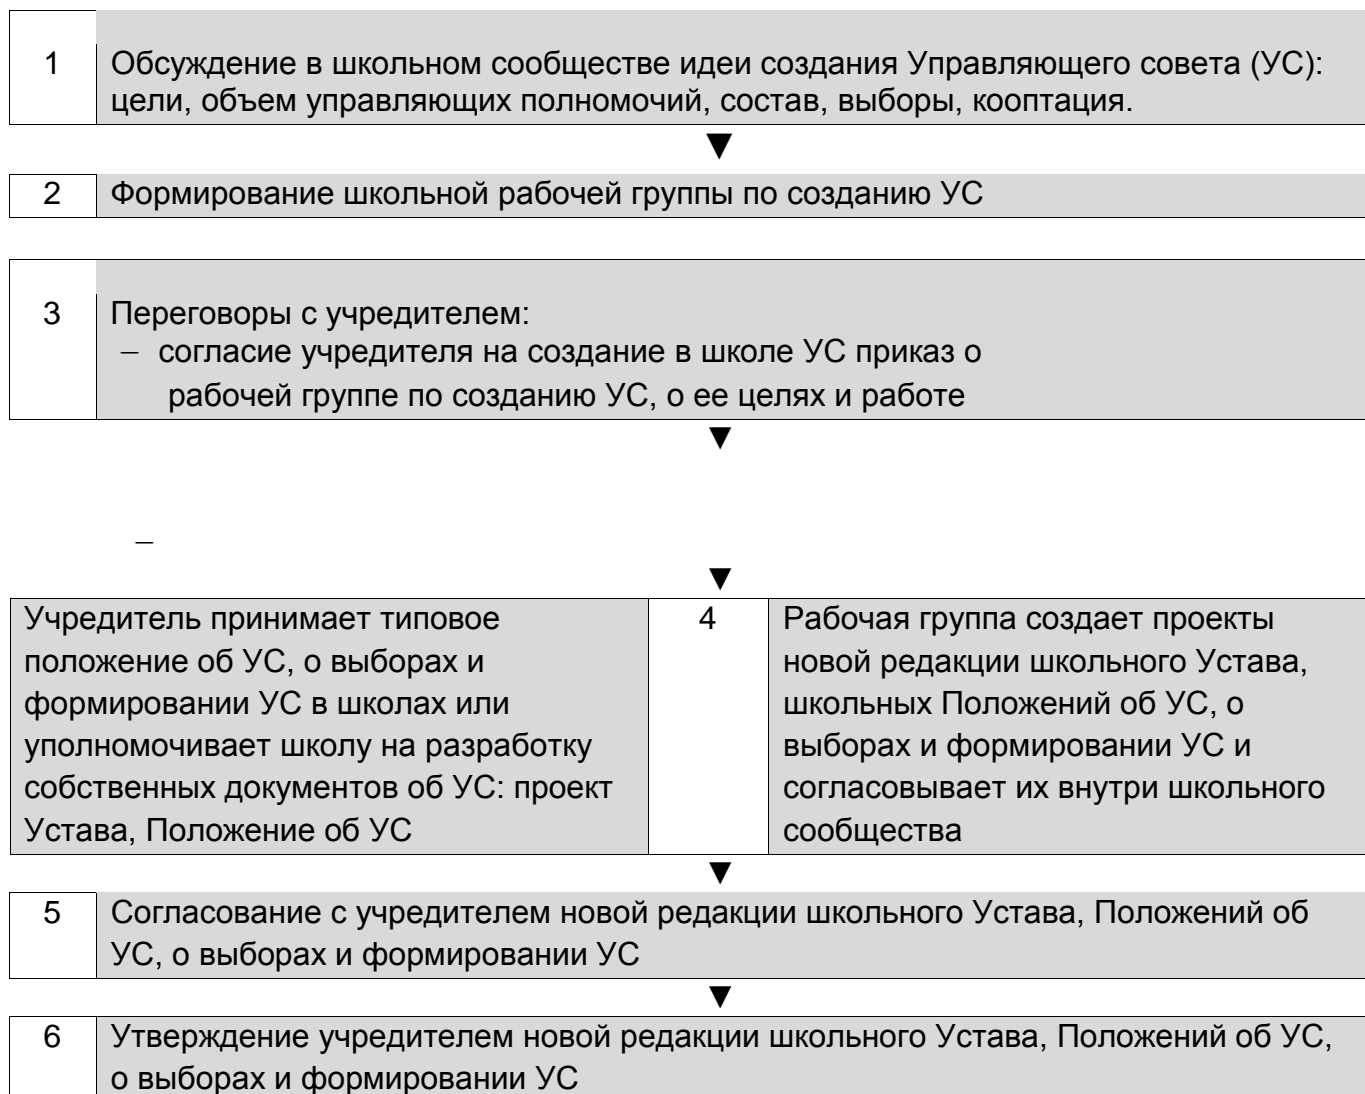 1 Обсуждение в школьном сообществе идеи создания Управляющего совета (УС):
цели, объем управляющих полномочий, состав, выборы, кооптация.
▼
2 Формирование школьной рабочей группы по созданию УС
3 Переговоры с учредителем:
− согласие учредителя на создание в школе УС приказ о
рабочей группе по созданию УС, о ее целях и работе
▼
−
▼
Учредитель принимает типовое
положение об УС, о выборах и
формировании УС в школах или
уполномочивает школу на разработку
собственных документов об УС: проект
Устава, Положение об УС
4
Рабочая группа создает проекты
новой редакции школьного Устава,
школьных Положений об УС, о
выборах и формировании УС и
согласовывает их внутри школьного
сообщества
▼
5 Согласование с учредителем новой редакции школьного Устава, Положений об
УС, о выборах и формировании УС
▼
6 Утверждение учредителем новой редакции школьного Устава, Положений об УС,
о выборах и формировании УС